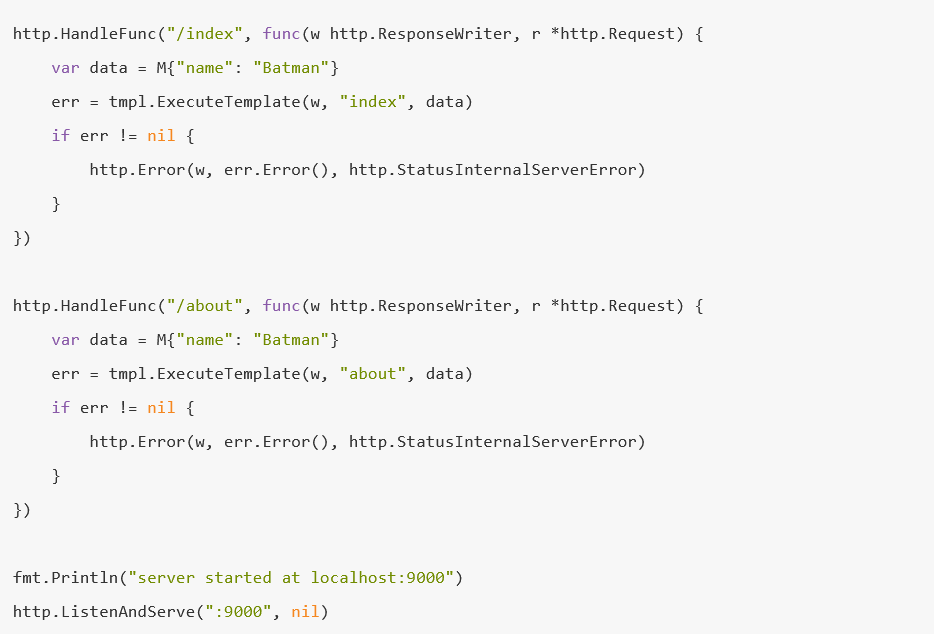 http.HandleFunc("/index", func(w http.ResponseWriter, r *http.Request) {
    var data = M{"name": "Batman"}
    err = tmpl.ExecuteTemplate(w, "index", data)
    if err != nil {
        http.Error(w, err.Error(), http.StatusInternalServerError)
    }
})

http.HandleFunc("/about", func(w http.ResponseWriter, r *http.Request) {
    var data = M{"name": "Batman"}
    err = tmpl.ExecuteTemplate(w, "about", data)
    if err != nil {
        http.Error(w, err.Error(), http.StatusInternalServerError)
    }
})

fmt.Println("server started at localhost:9000")
http.ListenAndServe(":9000", nil)